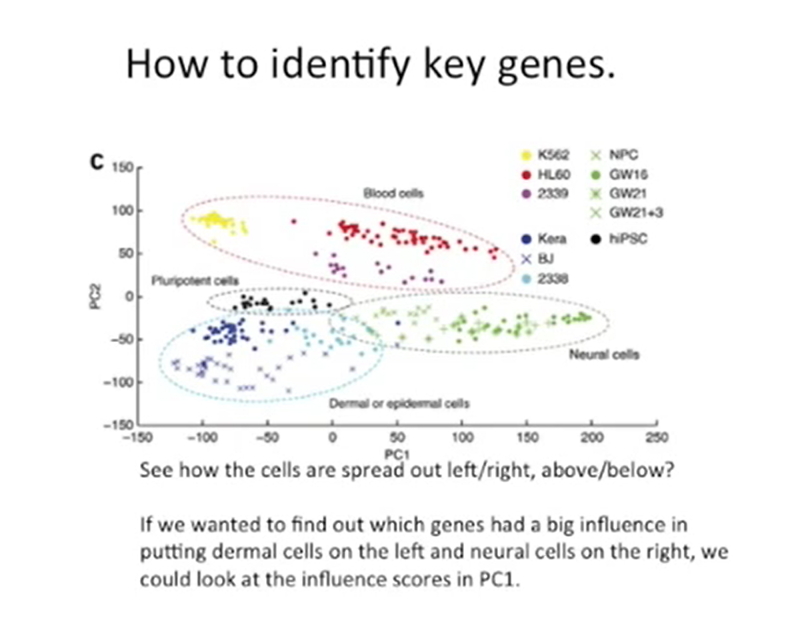 How to identify key genes.
c
150
100
50
0
−50
−100
−150
PC2
−150 −100 −50 0 50 100 150 200 250
PC1
Blood cells
Pluripotent cells
Neural cells
Dermal or epidermal cells
K562
HL60
2339
Kera
BJ
2338
NPC
GW16
GW21
GW21+3
hiPSC
See how the cells are spread out left/right, above/below?
If we wanted to find out which genes had a big influence in
putting dermal cells on the left and neural cells on the right, we
could look at the influence scores in PC1.